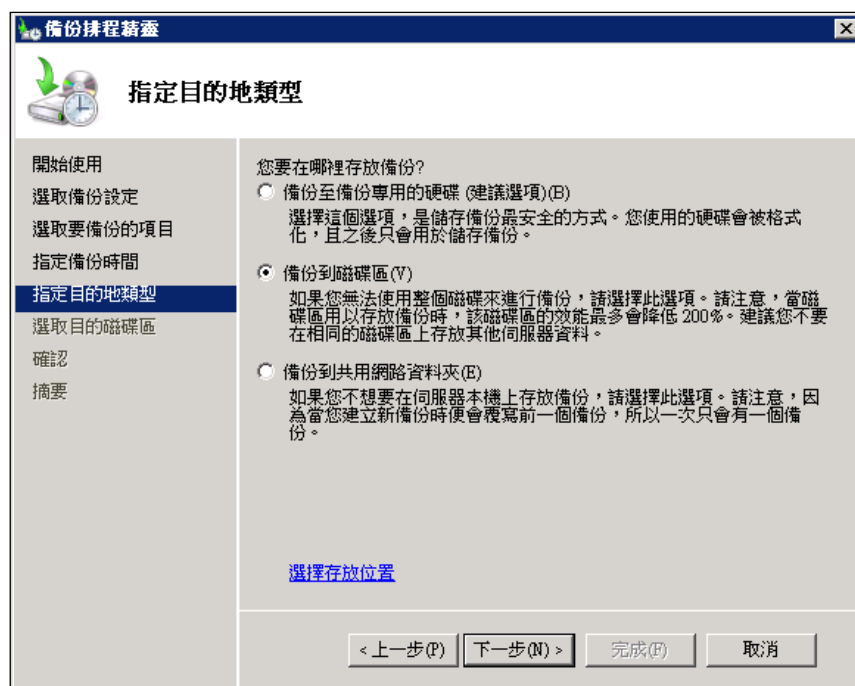 備份排程精靈
指定目的地類型
開始使用
選取備份設定
選取要備份的項目
指定備份時間
指定目的地類型
選取目的磁碟區
確認
摘要
您要在哪裡存放備份?
備份至備份專用的硬碟 (建議選項)(B)
選擇這個選項，是儲存備份最安全的方式。您使用的硬碟會被格式
化，且之後只會用於儲存備份。
備份到磁碟區(V)
如果您無法使用整個磁碟來進行備份，請選擇此選項。請注意，當磁
碟區用以存放備份時，該磁碟區的效能最多會降低 200%。建議您不要
在相同的磁碟區上存放其他伺服器資料。
備份到共用網路資料夾(E)
如果您不想要在伺服器本機上存放備份，請選擇此選項。請注意，因
為當您建立新備份時便會覆寫前一個備份，所以一次只會有一個備
份。
選擇存放位置
< 上一步(P)
下一步(N) >
完成(F)
取消